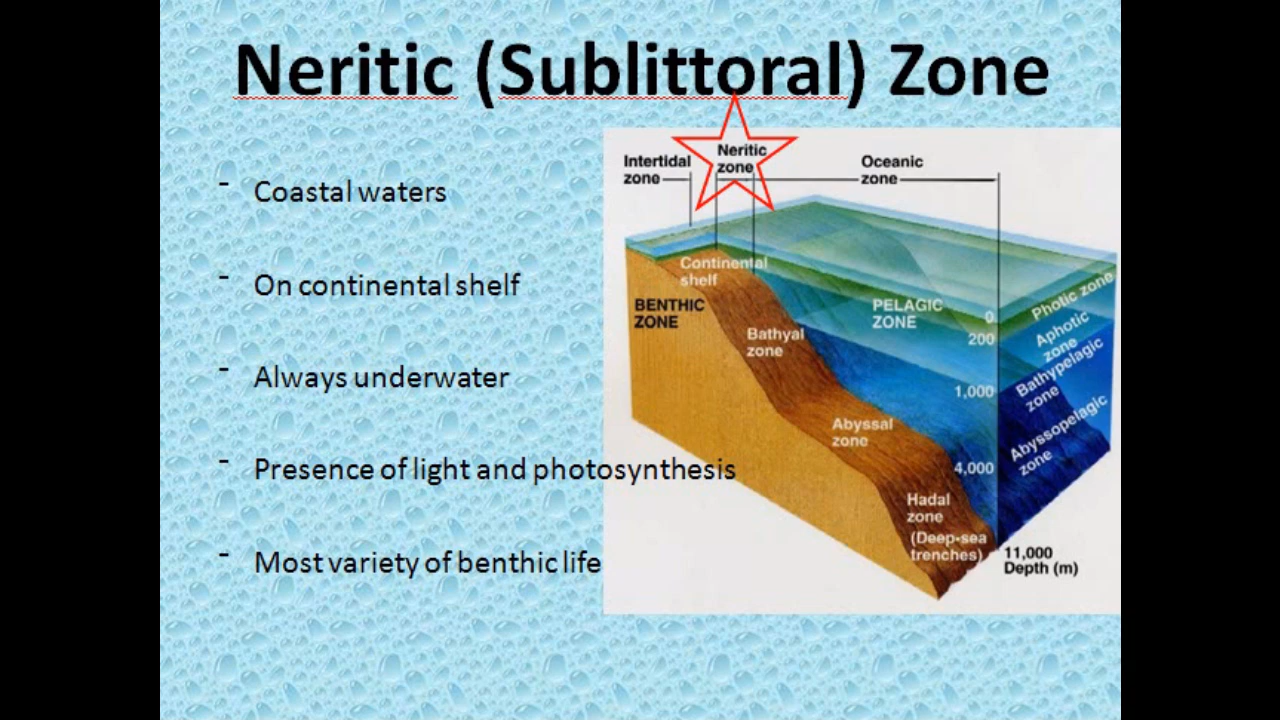 Neritic (Sublittoral) Zone
- Coastal waters
- On continental shelf
- Always underwater
- Presence of light and photosynthesis
- Most variety of benthic life
Intertidal
zone
Neritic
zone
Oceanic
zone
Continental
shelf
BENTHIC
ZONE
PELAGIC
ZONE
Bathyal
zone
Abyssal
zone
Hadal
zone
(Deep-sea
trenches)
0
200
1,000
4,000
11,000
Depth (m)
Photic zone
Aphotic
zone
Bathypelagic
zone
Abyssopelagic
zone